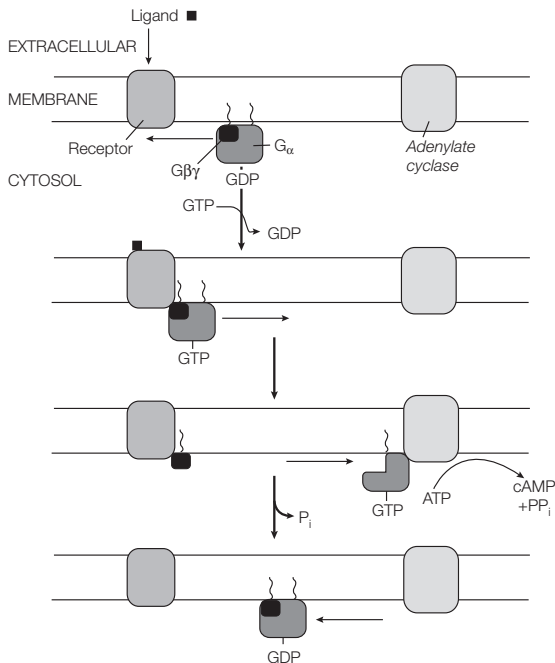 Ligand
EXTRACELLULAR
MEMBRANE
Receptor
Gβγ
Gα
GDP
Adenylate
cyclase
CYTOSOL
GTP
GDP
GTP
GTP
ATP
cAMP
+PPi
Pi
GDP